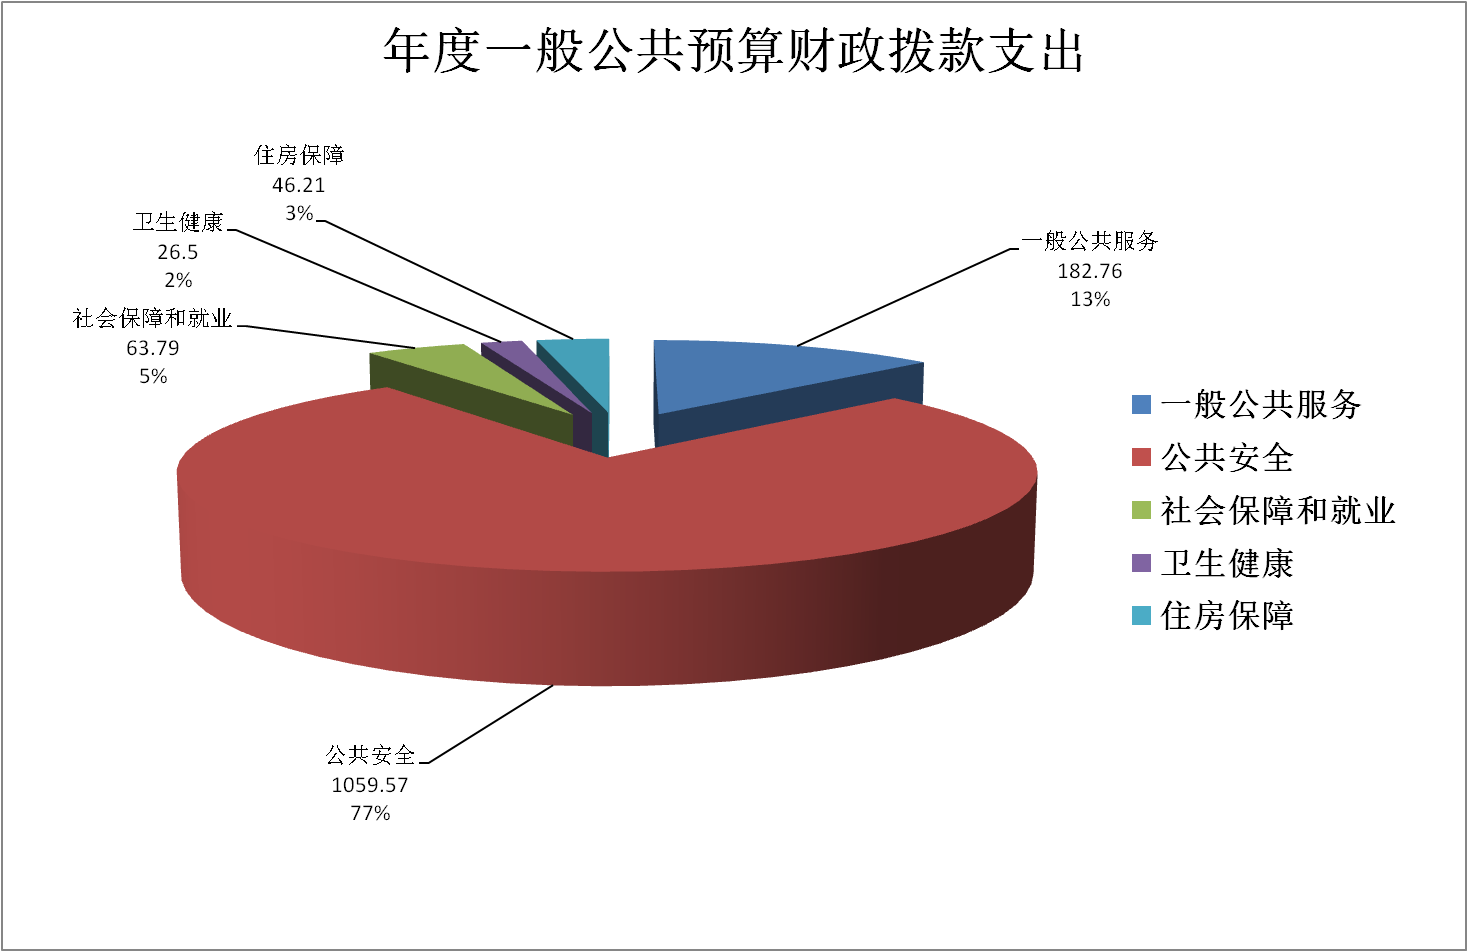 年度一般公共预算财政拨款支出
住房保障
46.21
3%
卫生健康
26.5
2%
社会保障和就业
63.79
5%
一般公共服务
182.76
13%
公共安全
1059.57
77%
一般公共服务
公共安全
社会保障和就业
卫生健康
住房保障